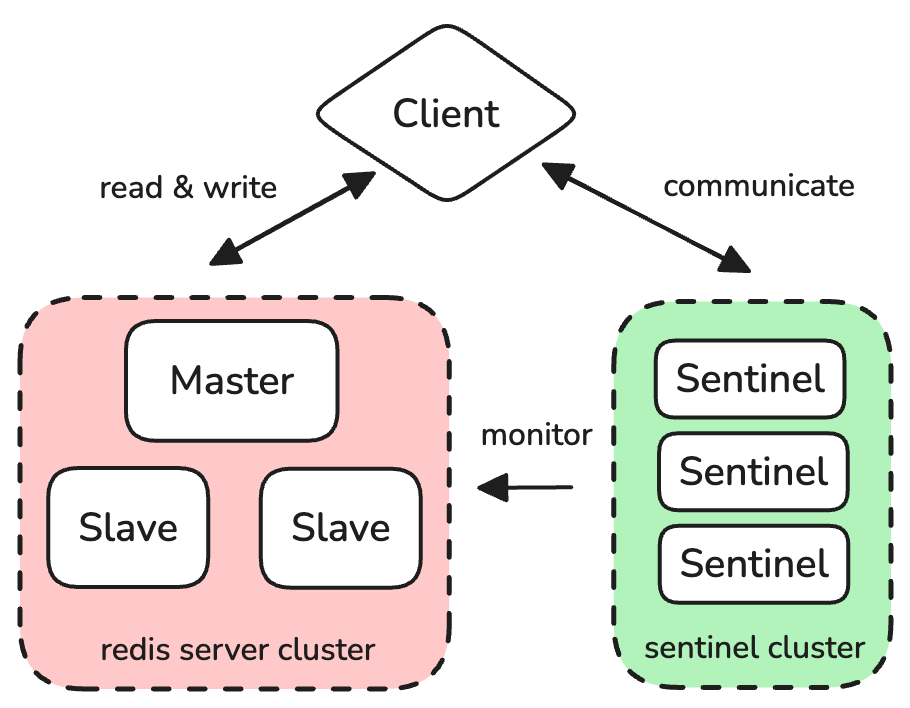 Client
read & write
communicate
Master
Sentinel
monitor
Sentinel
Slave
Slave
Sentinel
redis server cluster
sentinel cluster